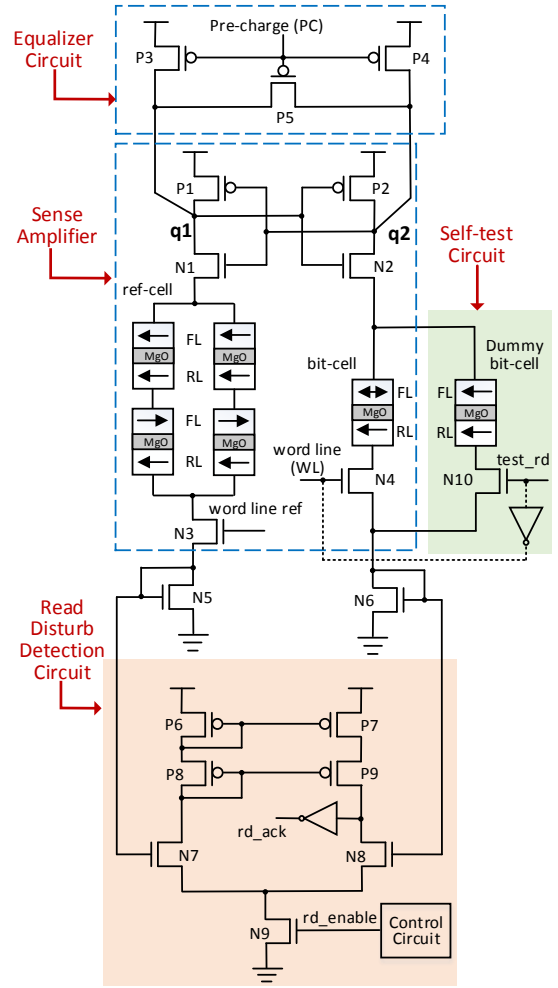 Pre-charge (PC)
Equalizer
Circuit
P3
P4
P5
P1
P2
q1
q2
Sense
Amplifier
Self-test
Circuit
N1
N2
ref-cell
FL
MgO
MgO
RL
FL
MgO
MgO
RL
bit-cell
FL
MgO
RL
Dummy
bit-cell
FL
MgO
RL
word line
(WL)
N4
N10
test_rd
word line ref
N3
N5
N6
Read
Disturb
Detection
Circuit
P6
P7
P8
P9
rd_ack
N7
N8
rd_enable
N9
Control
Circuit